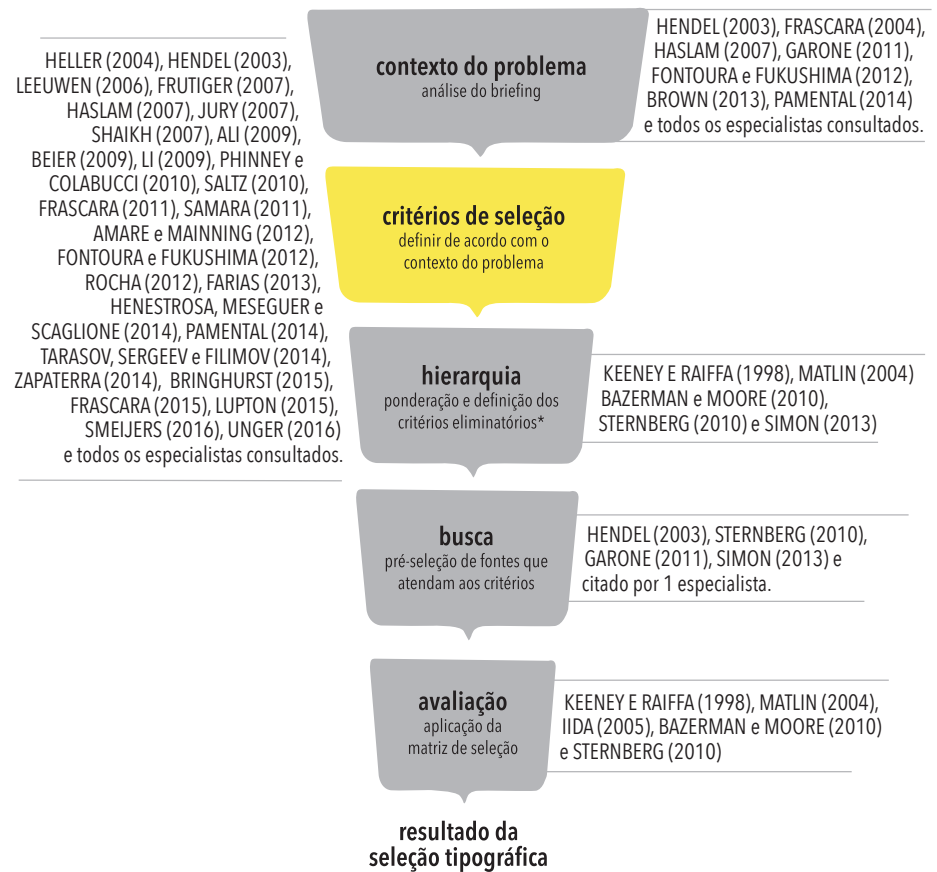 contexto do problema
análise do briefing
HENDEL (2003), FRASCARA (2004),
HASLAM (2007), GARONE (2011),
FONTOURA e FUKUSHIMA (2012),
BROWN (2013), PAMENTAL (2014)
e todos os especialistas consultados.
HELLER (2004), HENDEL (2003),
LEEUWEN (2006), FRUTIGER (2007),
HASLAM (2007), JURY (2007),
SHAIKH (2007), ALI (2009),
BEIER (2009), LI (2009), PHINNEY e
COLABUCCI (2010), SALTZ (2010),
FRASCARA (2011), SAMARA (2011),
AMARE e MAINNING (2012),
FONTOURA e FUKUSHIMA (2012),
ROCHA (2012), FARIAS (2013),
HENESTROSA, MESEGUER e
SCAGLIONE (2014), PAMENTAL (2014),
TARASOV, SERGEEV e FILIMOV (2014),
ZAPATERRA (2014), BRINGHURST (2015),
FRASCARA (2015), LUPTON (2015),
SMEIJERS (2016), UNGER (2016)
e todos os especialistas consultados.
critérios de seleção
definir de acordo com o
contexto do problema
hierarquia
ponderação e definição dos
critérios eliminatórios*
KEENEY E RAIFFA (1998), MATLIN (2004)
BAZERMAN e MOORE (2010),
STERNBERG (2010) e SIMON (2013)
busca
pré-seleção de fontes que
atendam aos critérios
HENDEL (2003), STERNBERG (2010),
GARONE (2011), SIMON (2013) e
citado por 1 especialista.
avaliação
aplicação da
matriz de seleção
KEENEY E RAIFFA (1998), MATLIN (2004),
IIDA (2005), BAZERMAN e MOORE (2010)
e STERNBERG (2010)
resultado da
seleção tipográfica